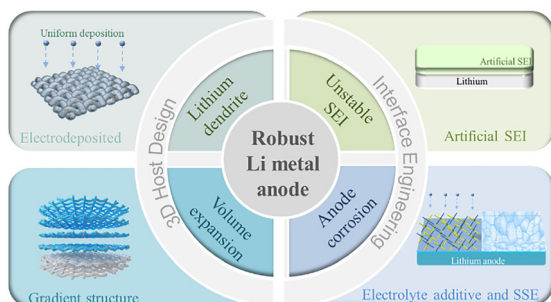 Uniform deposition
Electrodeposited
Lithium
dendrite
Unstable
SEI
Artificial SEI
Lithium
Artificial SEI
3D Host Design
Robust
Li metal
anode
Interface Engineering
Volume
expansion
Anode
corrosion
Gradient structure
Lithium anode
Electrolyte additive and SSE